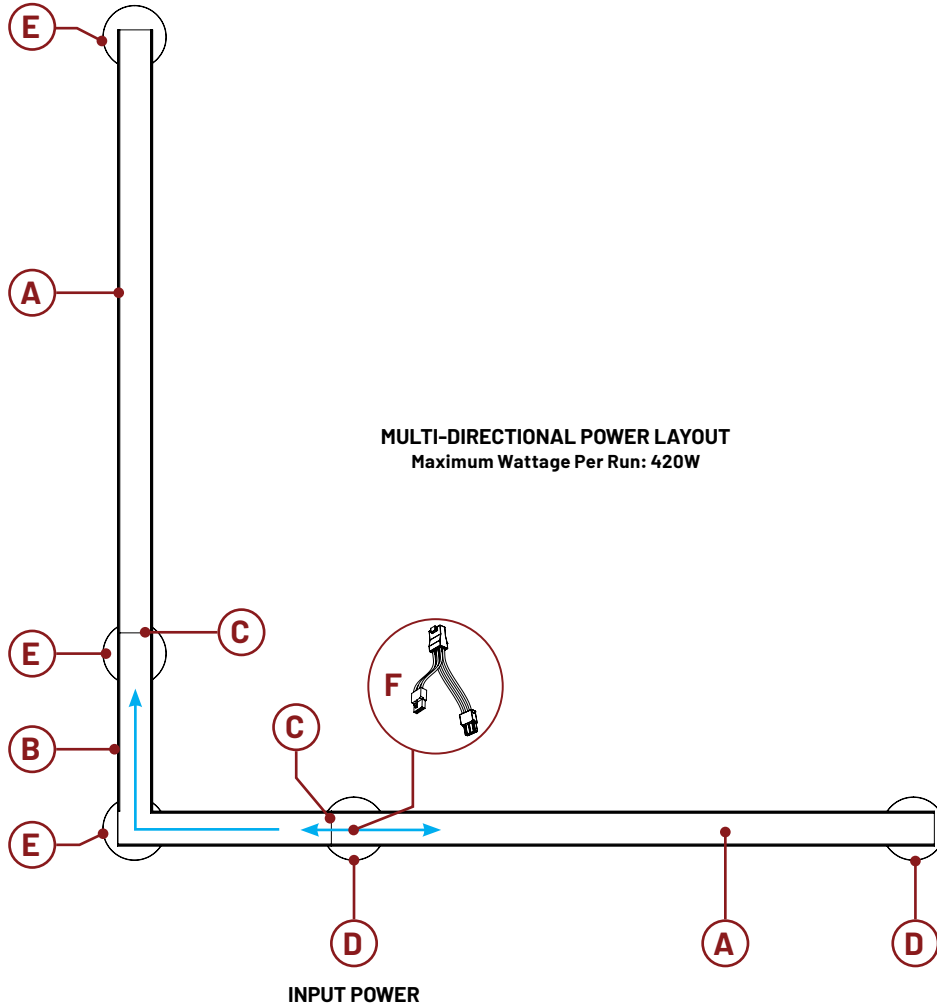 E
A
MULTI-DIRECTIONAL POWER LAYOUT
Maximum Wattage Per Run: 420W
C
E
F
C
B
E
D
A
D
INPUT POWER